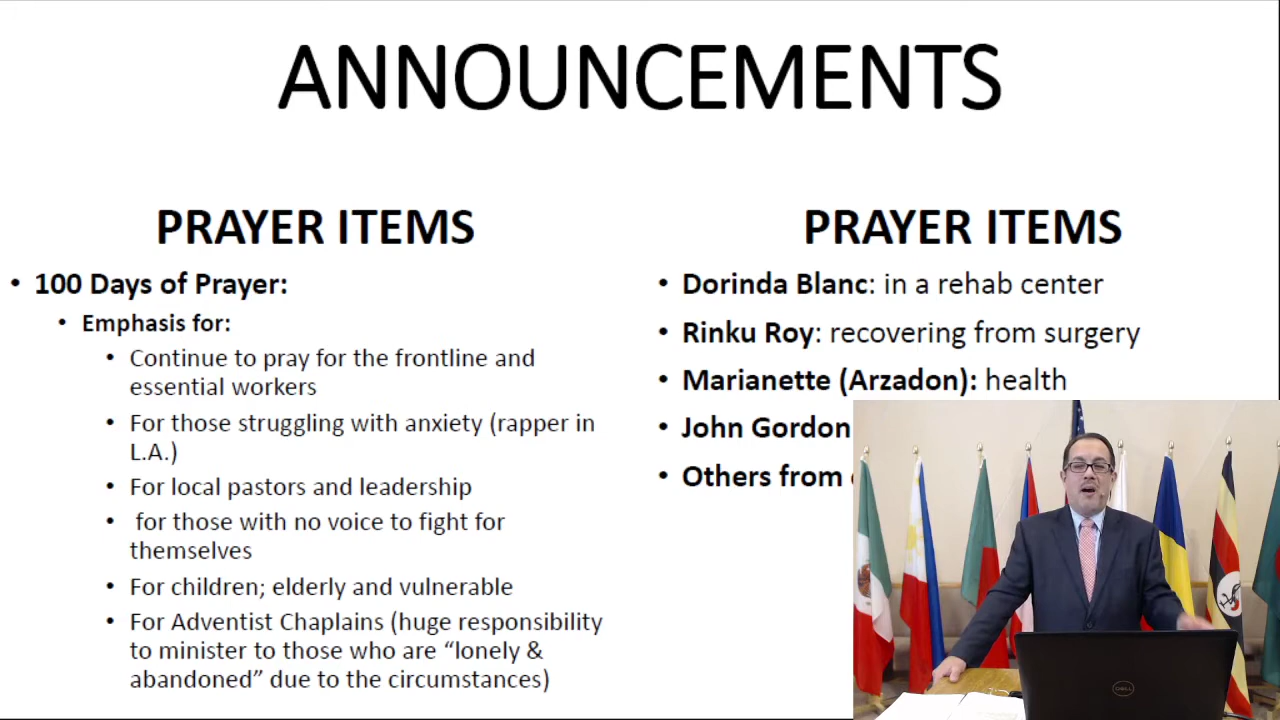 ANNOUNCEMENTS
PRAYER ITEMS
• 100 Days of Prayer:
• Emphasis for:
• Continue to pray for the frontline and
essential workers
• For those struggling with anxiety (rapper in
L.A.)
• For local pastors and leadership
• for those with no voice to fight for
themselves
• For children; elderly and vulnerable
• For Adventist Chaplains (huge responsibility
to minister to those who are “lonely &
abandoned” due to the circumstances)
PRAYER ITEMS
• Dorinda Blanc: in a rehab center
• Rinku Roy: recovering from surgery
• Marianette (Arzadon): health
• John Gordon
• Others from
DELL